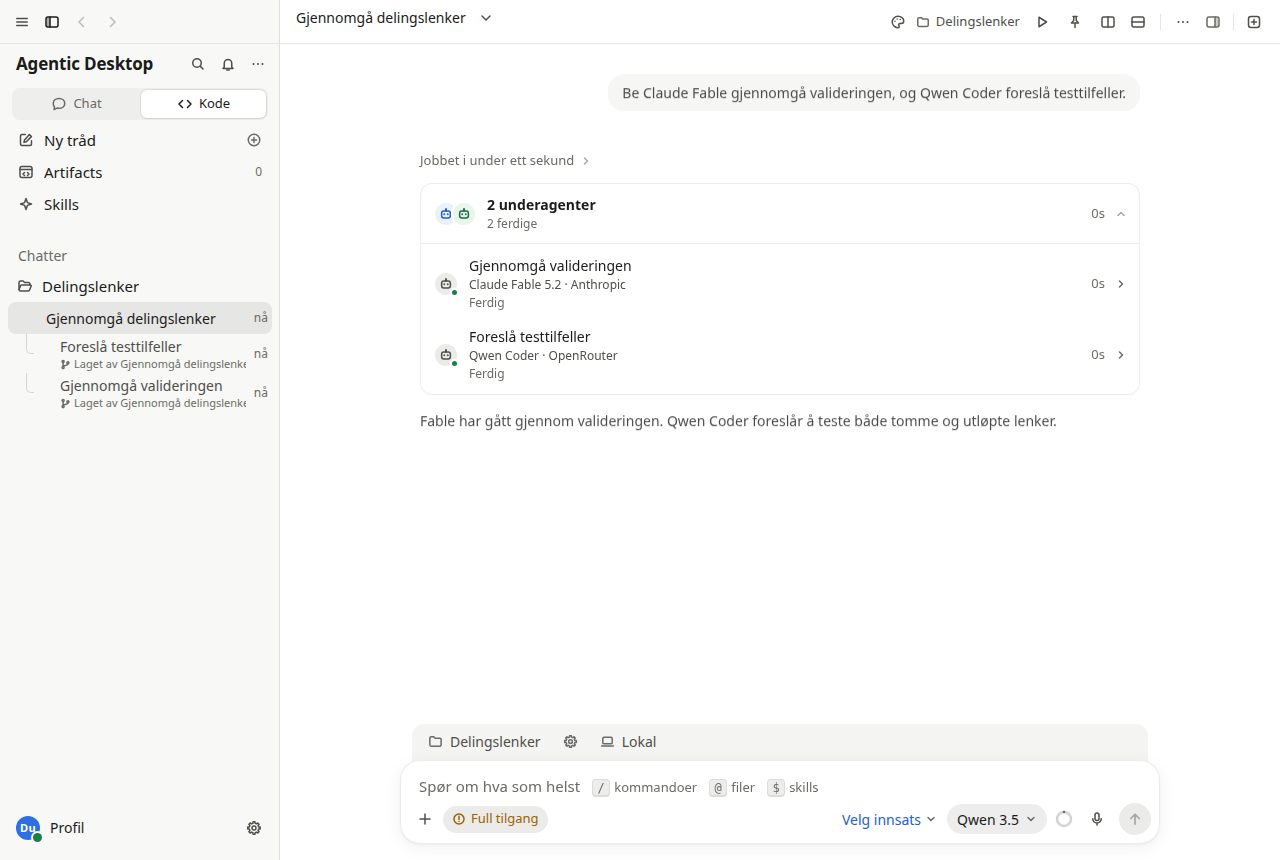 Gjennomgå delingslenker
Delingslenker
Agentic Desktop
Chat
Kode
Ny tråd
Artifacts 0
Skills
Chatter
Delingslenker
Gjennomgå delingslenker nå
Foreslå testtilfeller nå
Laget av Gjennomgå delingslenke
Gjennomgå valideringen nå
Laget av Gjennomgå delingslenke
Du Profil
Be Claude Fable gjennomgå valideringen, og Qwen Coder foreslå testtilfeller.
Jobbet i under ett sekund
2 underagenter 0s
2 ferdige
Gjennomgå valideringen
Claude Fable 5.2 · Anthropic 0s
Ferdig
Foreslå testtilfeller
Qwen Coder · OpenRouter 0s
Ferdig
Fable har gått gjennom valideringen. Qwen Coder foreslår å teste både tomme og utløpte lenker.
Delingslenker Lokal
Spør om hva som helst / kommandoer @ filer $ skills
Full tilgang Velg innsats Qwen 3.5